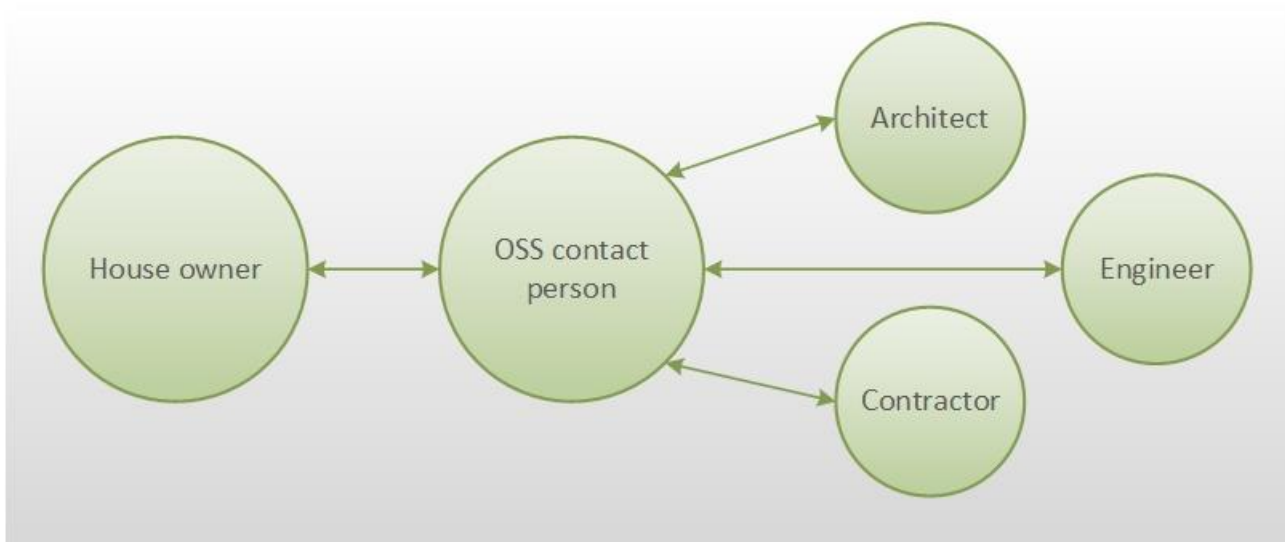 Architect
House owner
OSS contact
person
Engineer
Contractor